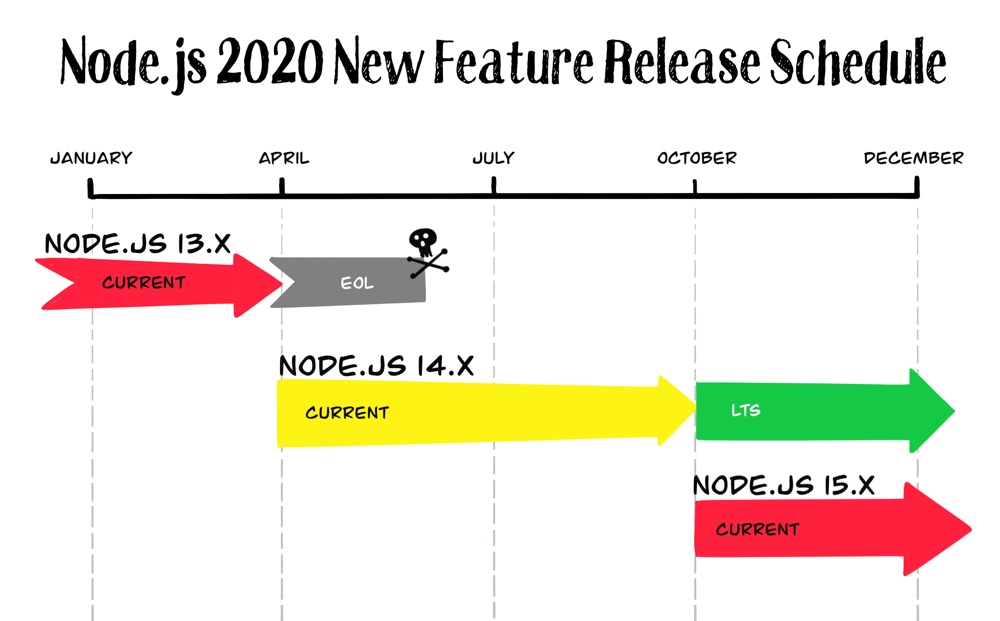 Node.js 2020 New Feature Release Schedule
JANUARY APRIL JULY OCTOBER DECEMBER
NODE.JS 13.X
CURRENT EOL
NODE.JS 14.X
CURRENT LTS
NODE.JS 15.X
CURRENT